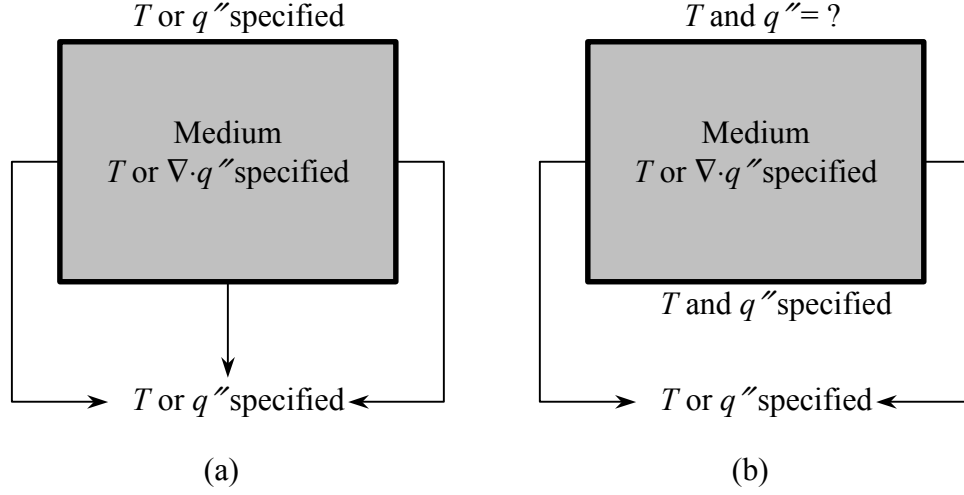 T or q″ specified
Medium
T or ∇·q″ specified
T or q″ specified
(a)
T and q″ = ?
Medium
T or ∇·q″ specified
T and q″ specified
T or q″ specified
(b)